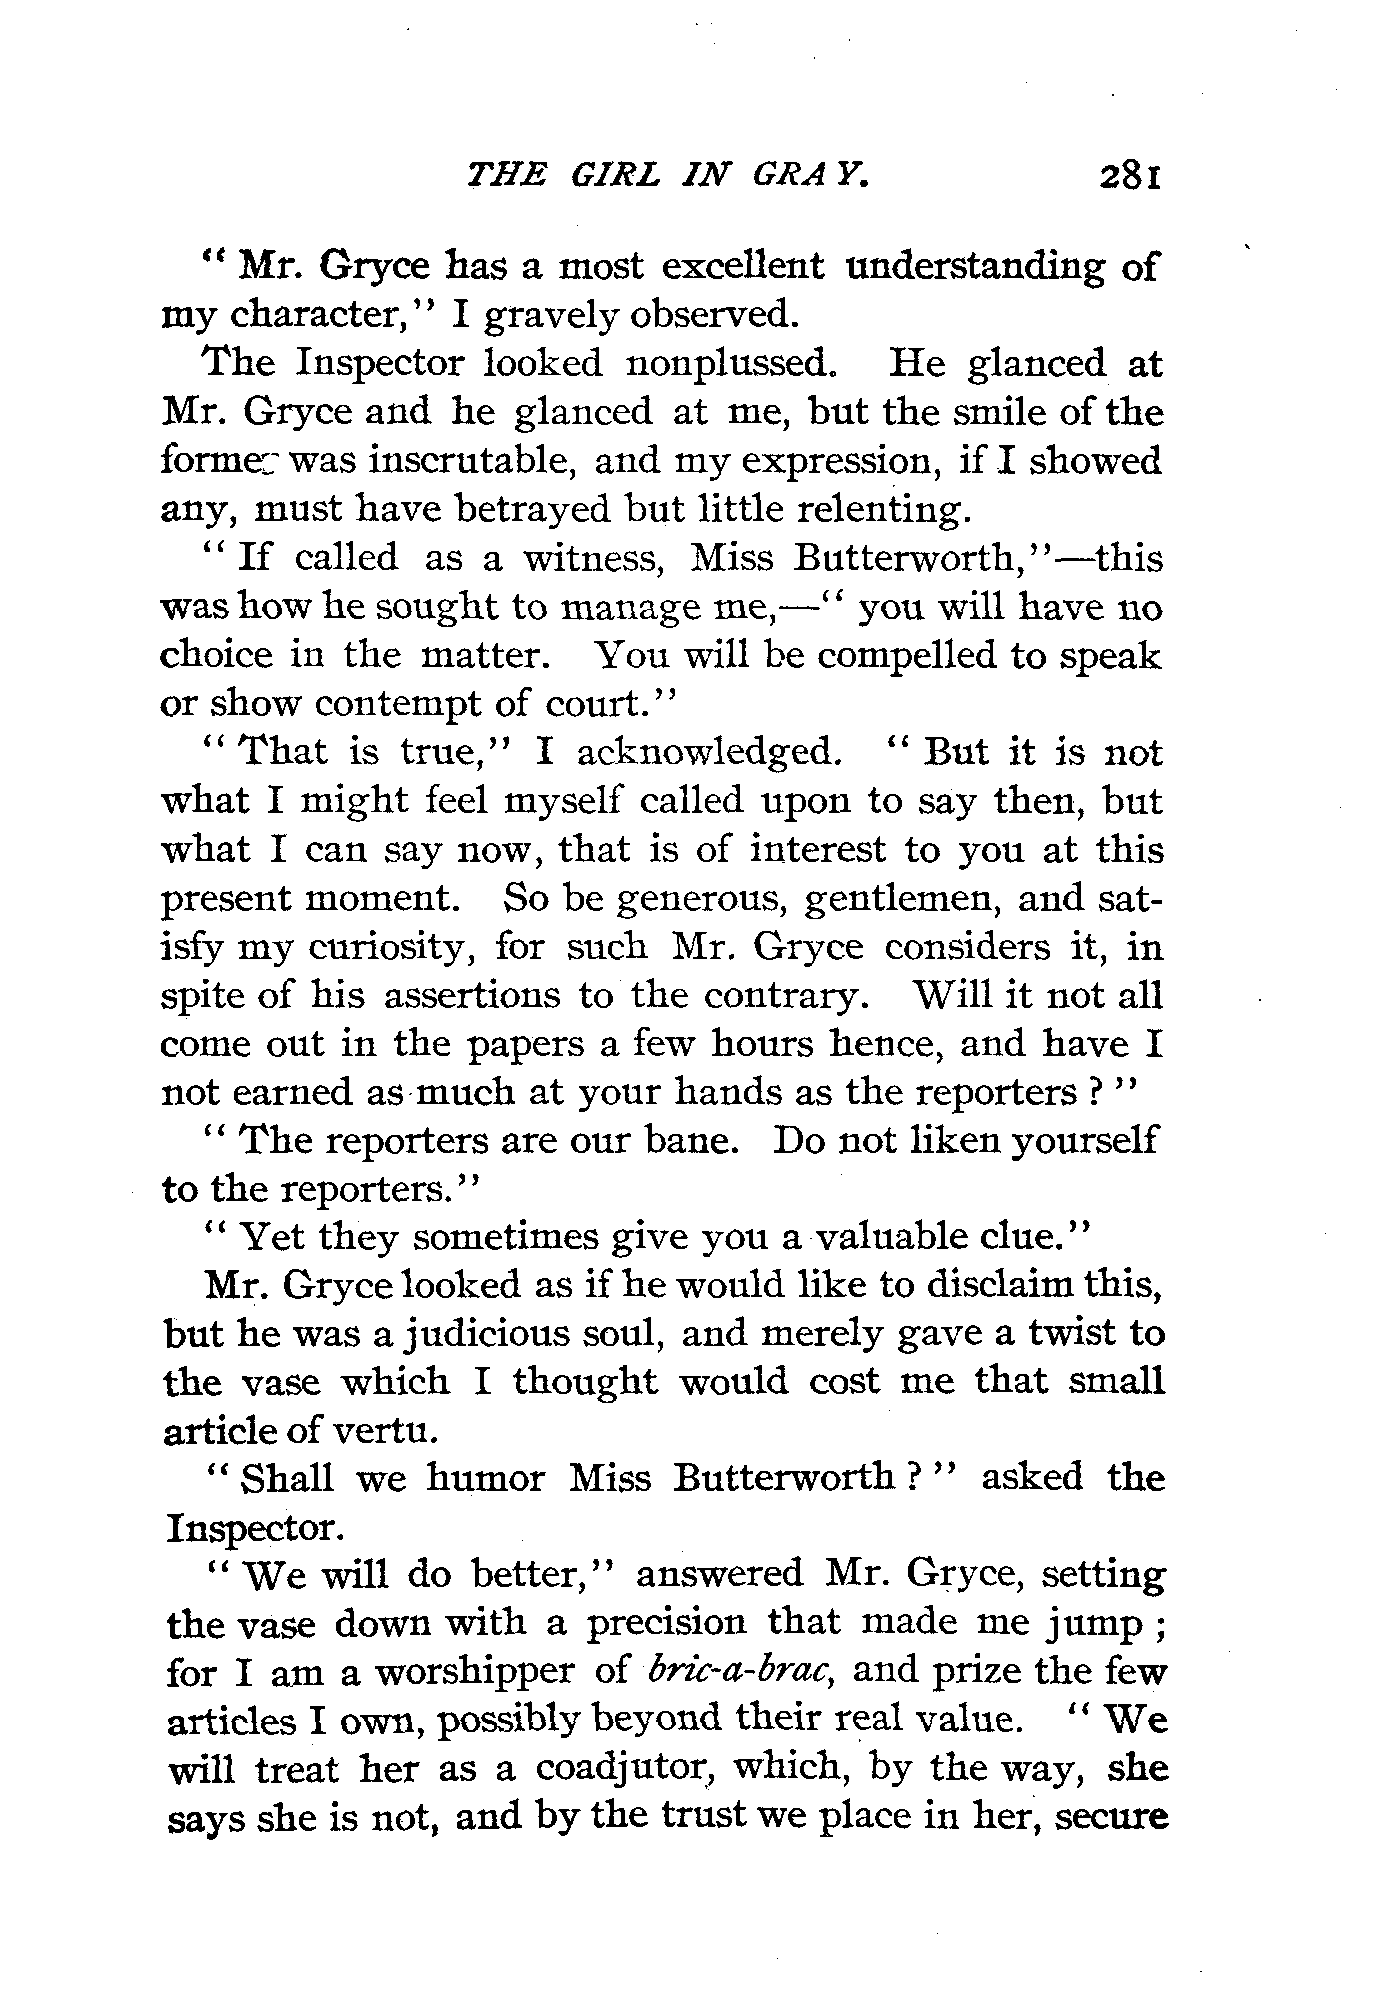 THE GIRL IN GRAY. 281
" Mr. Gryce has a most excellent understanding of
my character," I gravely observed.
The Inspector looked nonplussed. He glanced at
Mr. Gryce and he glanced at me, but the smile of the
former was inscrutable, and my expression, if I showed
any, must have betrayed but little relenting.
" If called as a witness, Miss Butterworth,"—this
was how he sought to manage me,—" you will have no
choice in the matter. You will be compelled to speak
or show contempt of court."
" That is true," I acknowledged. " But it is not
what I might feel myself called upon to say then, but
what I can say now, that is of interest to you at this
present moment. So be generous, gentlemen, and sat-
isfy my curiosity, for such Mr. Gryce considers it, in
spite of his assertions to the contrary. Will it not all
come out in the papers a few hours hence, and have I
not earned as much at your hands as the reporters ? "
" The reporters are our bane. Do not liken yourself
to the reporters."
" Yet they sometimes give you a valuable clue."
Mr. Gryce looked as if he would like to disclaim this,
but he was a judicious soul, and merely gave a twist to
the vase which I thought would cost me that small
article of vertu.
" Shall we humor Miss Butterworth ? " asked the
Inspector.
" We will do better," answered Mr. Gryce, setting
the vase down with a precision that made me jump ;
for I am a worshipper of bric-a-brac, and prize the few
articles I own, possibly beyond their real value. " We
will treat her as a coadjutor, which, by the way, she
says she is not, and by the trust we place in her, secure